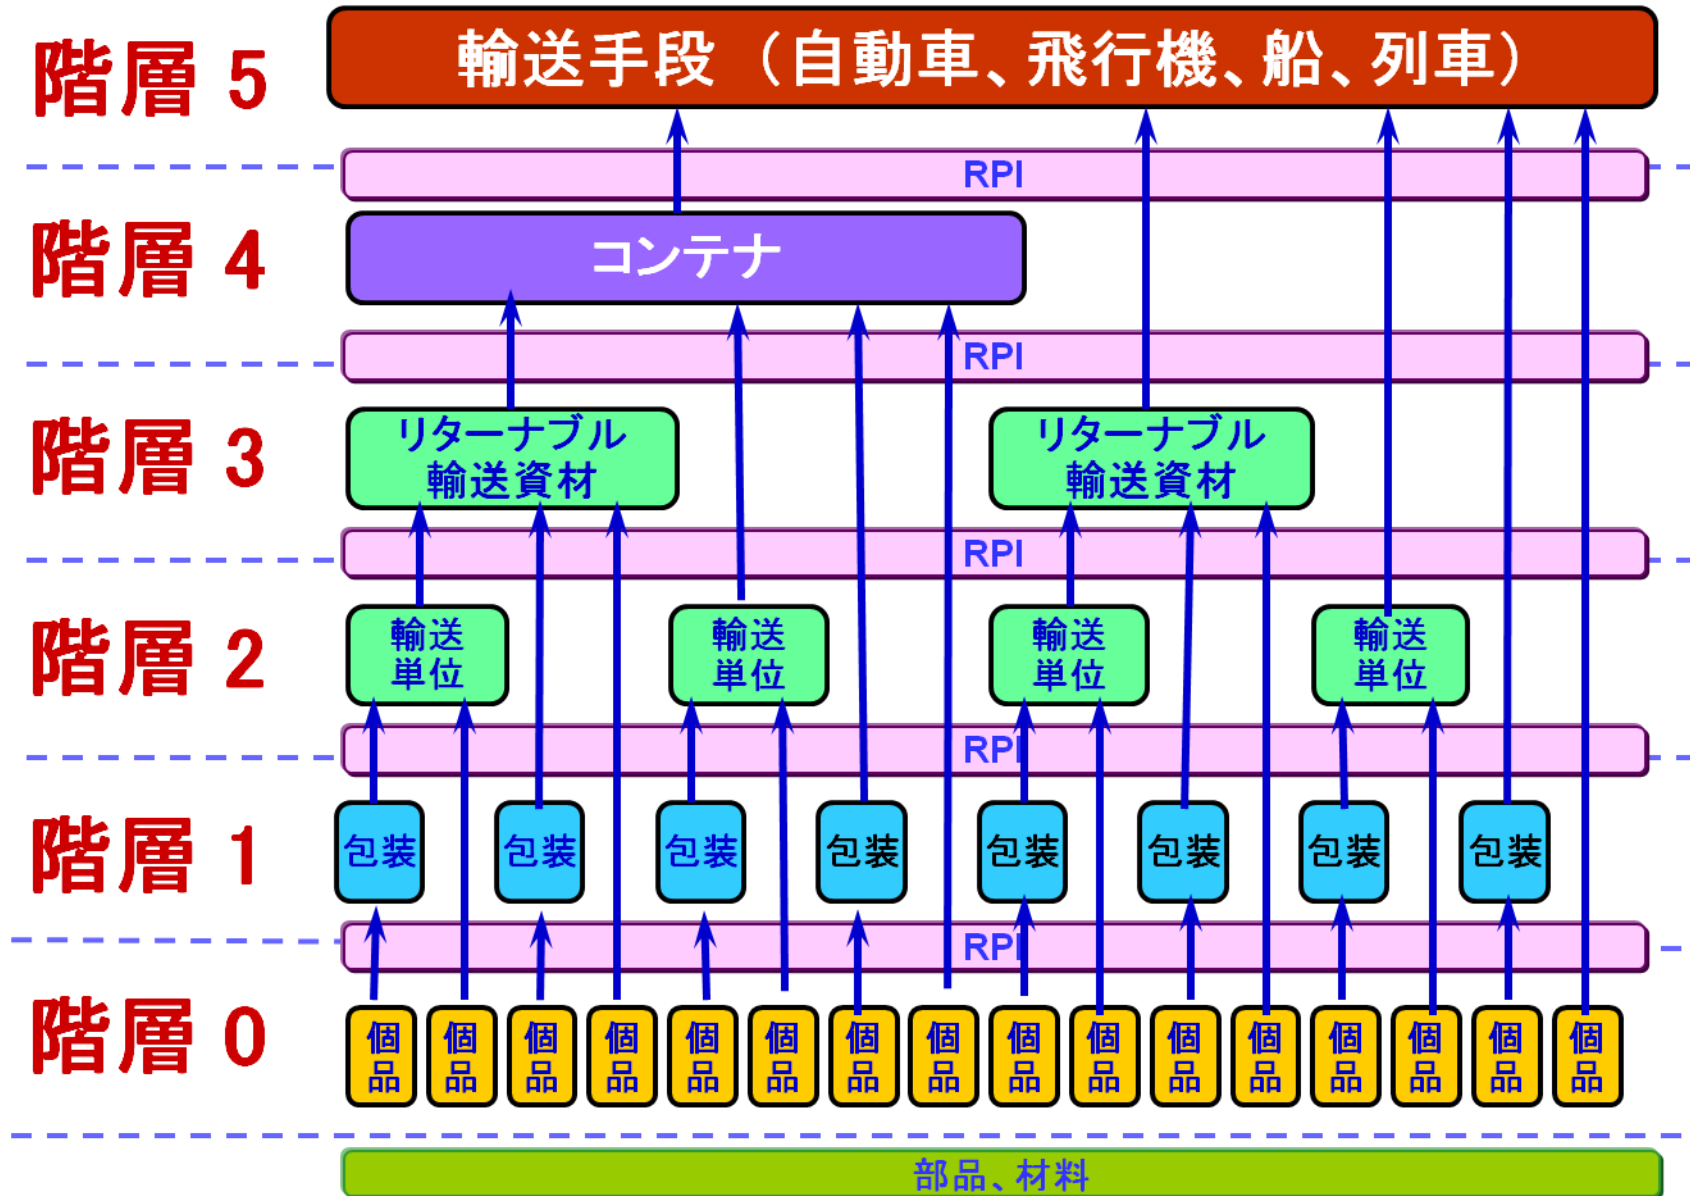 階層 5
輸送手段（自動車、飛行機、船、列車）
RPI
階層 4
コンテナ
RPI
階層 3
リターナブル
輸送資材
リターナブル
輸送資材
RPI
階層 2
輸送
単位
輸送
単位
輸送
単位
輸送
単位
RPI
階層 1
包装
包装
包装
包装
包装
包装
包装
包装
RPI
階層 0
個
品
個
品
個
品
個
品
個
品
個
品
個
品
個
品
個
品
個
品
個
品
個
品
個
品
個
品
個
品
個
品
部品、材料